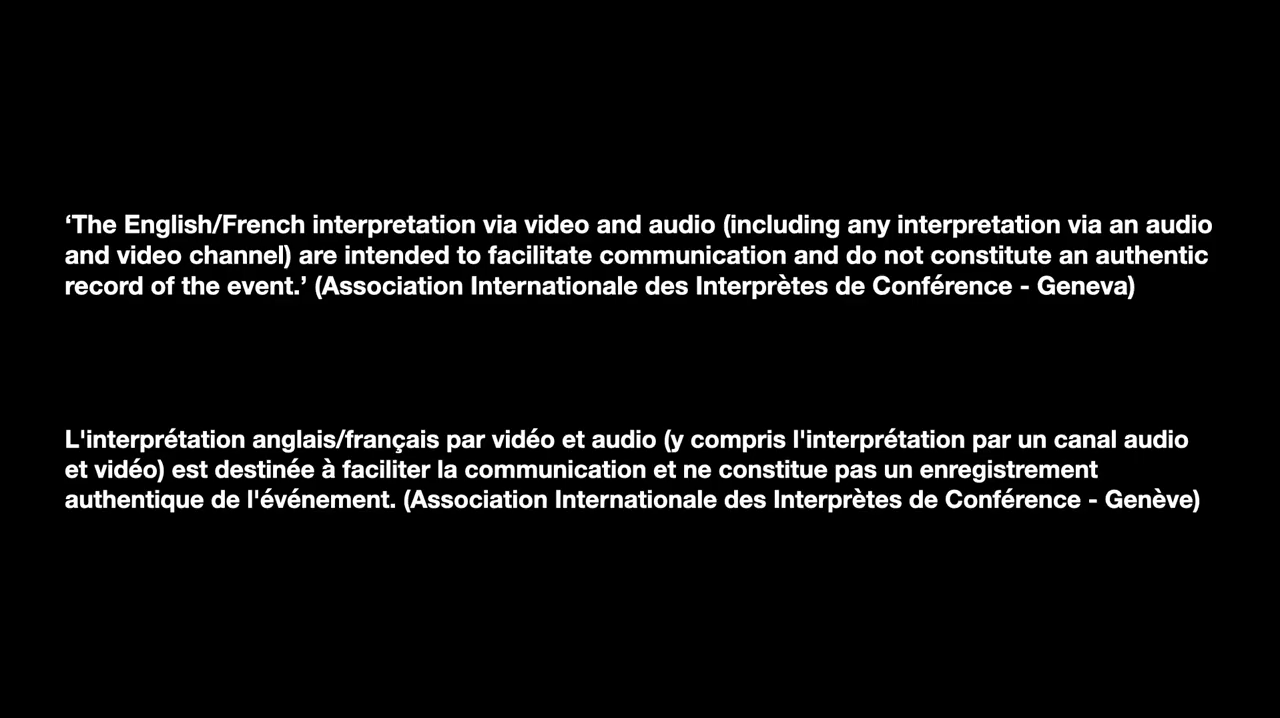 ‘The English/French interpretation via video and audio (including any interpretation via an audio
and video channel) are intended to facilitate communication and do not constitute an authentic
record of the event.’ (Association Internationale des Interprètes de Conférence - Geneva)
L'interprétation anglais/français par vidéo et audio (y compris l'interprétation par un canal audio
et vidéo) est destinée à faciliter la communication et ne constitue pas un enregistrement
authentique de l'événement. (Association Internationale des Interprètes de Conférence - Genève)